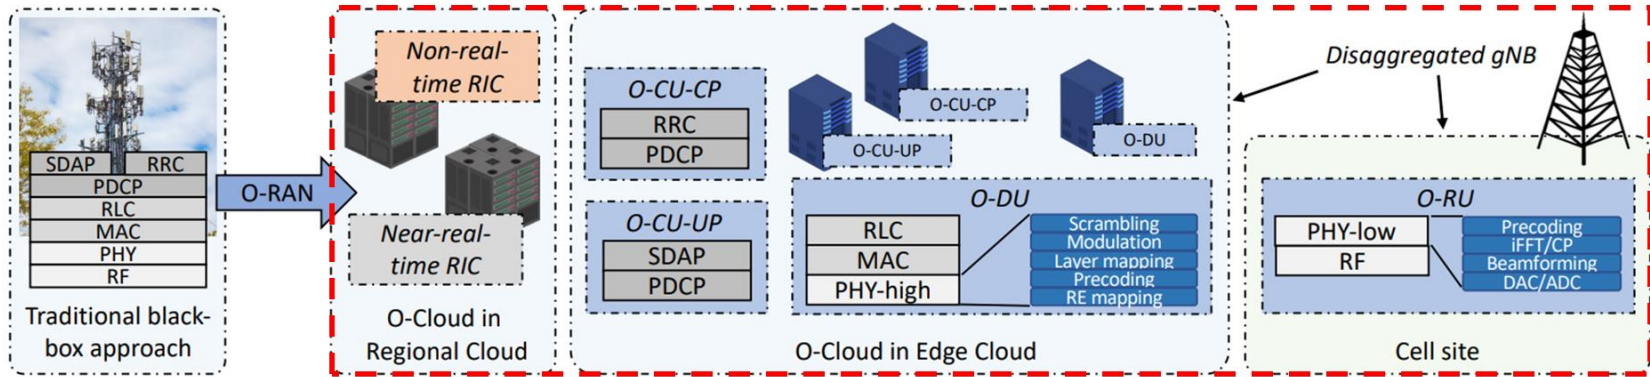 SDAP
RRC
PDCP
RLC
MAC
PHY
RF
Traditional black-
box approach
O-RAN
Non-real-
time RIC
Near-real-
time RIC
O-Cloud in
Regional Cloud
O-CU-CP
RRC
PDCP
O-CU-UP
SDAP
PDCP
O-CU-CP
O-CU-UP
O-DU
O-DU
RLC
MAC
PHY-high
Scrambling
Modulation
Layer mapping
Precoding
RE mapping
O-Cloud in Edge Cloud
Disaggregated gNB
O-RU
PHY-low
RF
Precoding
iFFT/CP
Beamforming
DAC/ADC
Cell site